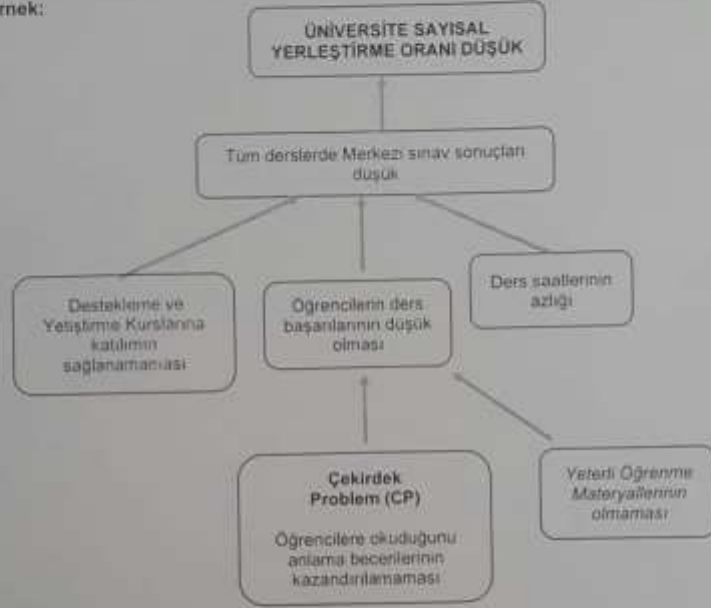 rnek:
ÜNİVERSİTE SAYISAL
YERLEŞTİRME ORANI DÜŞÜK
Tüm derslerde Merkezi sınav sonuçları
düşük
Destekleme ve
Yetiştirme Kurslarına
katılımın
sağlanamaması
Öğrencilerin ders
başarılarının düşük
olması
Ders saatlerinin
azlığı
Çekirdek
Problem (CP)
Öğrencilere okuduğunu
anlama becerilerinin
kazandırılamaması
Yeterli Öğrenme
Materyallerinin
olmaması